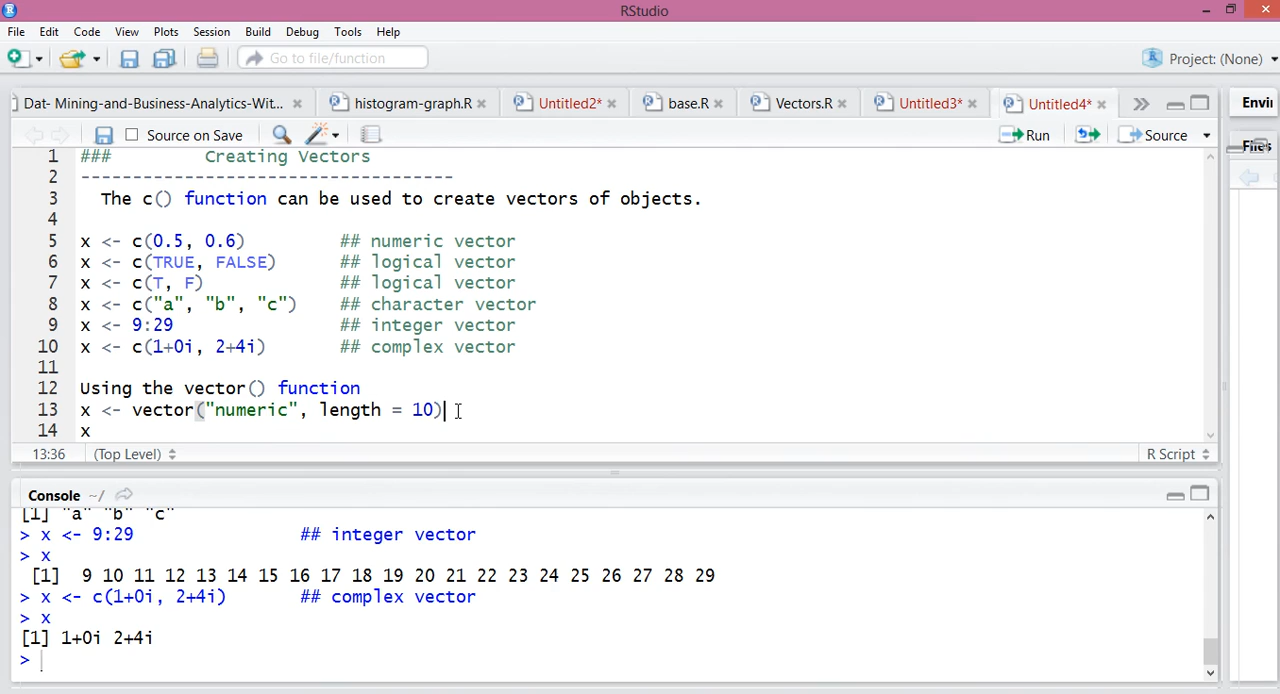 RStudio
File Edit Code View Plots Session Build Debug Tools Help
Go to file/function Project: (None)
Dat- Mining-and-Business-Analytics-Wit... histogram-graph.R Untitled2* base.R Vectors.R Untitled3* Untitled4* Envi
Source on Save Run Source Files
1 ### Creating Vectors
2 ------------------------------------
3 The c() function can be used to create vectors of objects.
4
5 x <- c(0.5, 0.6) ## numeric vector
6 x <- c(TRUE, FALSE) ## logical vector
7 x <- c(T, F) ## logical vector
8 x <- c("a", "b", "c") ## character vector
9 x <- 9:29 ## integer vector
10 x <- c(1+0i, 2+4i) ## complex vector
11
12 Using the vector() function
13 x <- vector("numeric", length = 10)
14 x
13:36 (Top Level) R Script
Console ~/
[1] "a" "b" "c"
> x <- 9:29 ## integer vector
> x
[1] 9 10 11 12 13 14 15 16 17 18 19 20 21 22 23 24 25 26 27 28 29
> x <- c(1+0i, 2+4i) ## complex vector
> x
[1] 1+0i 2+4i
>